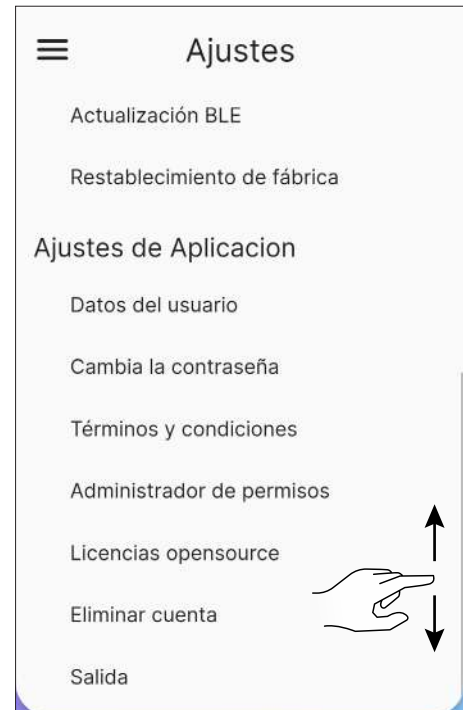 Ajustes
Actualización BLE
Restablecimiento de fábrica
Ajustes de Aplicacion
Datos del usuario
Cambia la contraseña
Términos y condiciones
Administrador de permisos
Licencias opensource
Eliminar cuenta
Salida